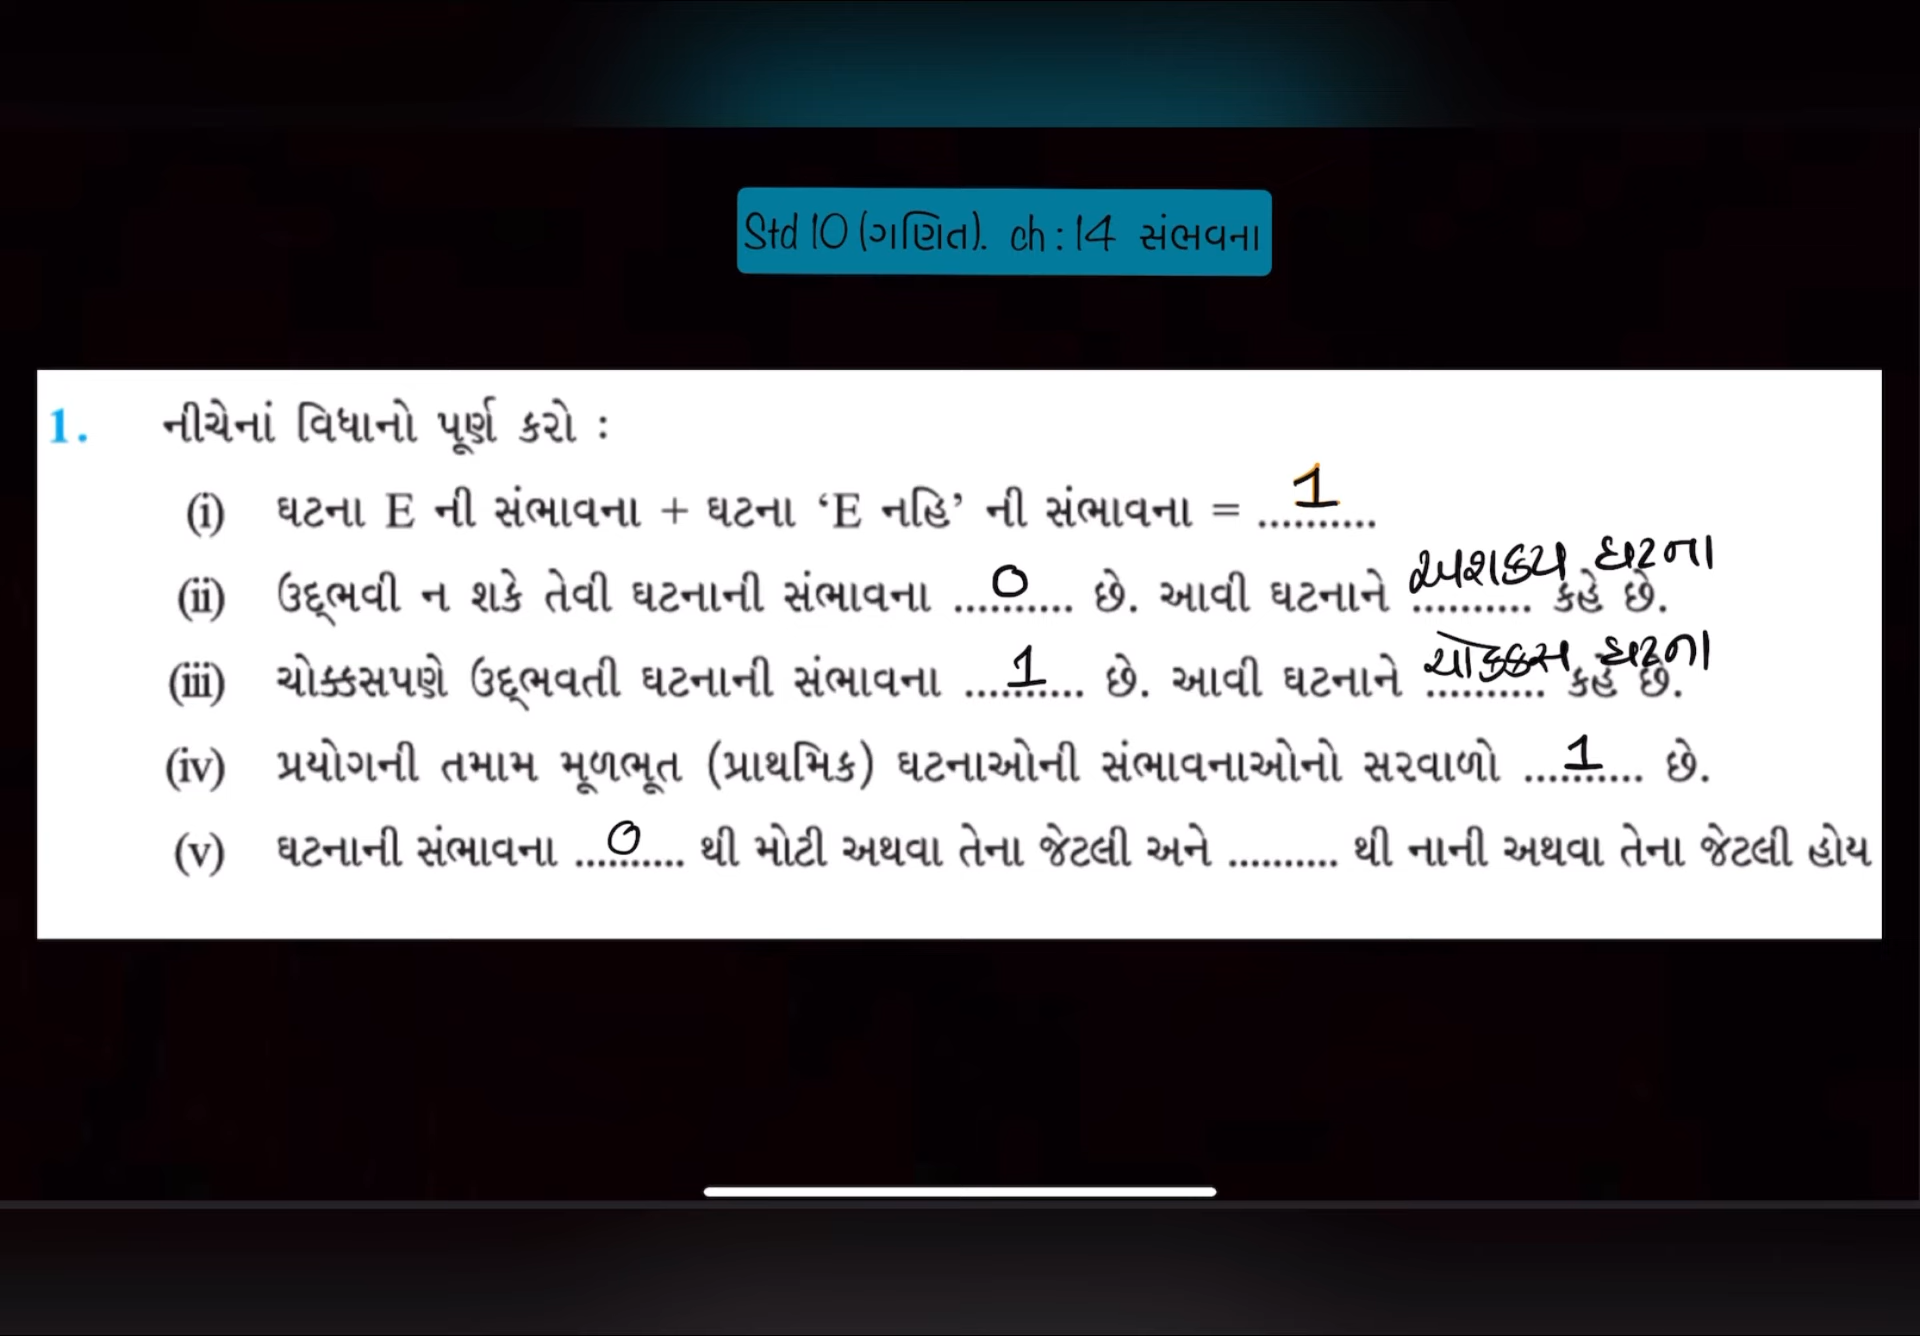 Std 10 (ગણિત). ch : 14 સંભવના
1. નીચેનાં વિધાનો પૂર્ણ કરો :
(i) ઘટના E ની સંભાવના + ઘટના ‘E નહિ’ ની સંભાવના = ....1......
(ii) ઉદ્ભવી ન શકે તેવી ઘટનાની સંભાવના ....0...... છે. આવી ઘટનાને અશક્ય ઘટના .......... કહે છે.
(iii) ચોક્કસપણે ઉદ્ભવતી ઘટનાની સંભાવના ....1...... છે. આવી ઘટનાને ચોક્કસ ઘટના .......... કહે છે.
(iv) પ્રયોગની તમામ મૂળભૂત (પ્રાથમિક) ઘટનાઓની સંભાવનાઓનો સરવાળો ....1...... છે.
(v) ઘટનાની સંભાવના ....0...... થી મોટી અથવા તેના જેટલી અને .......... થી નાની અથવા તેના જેટલી હોય